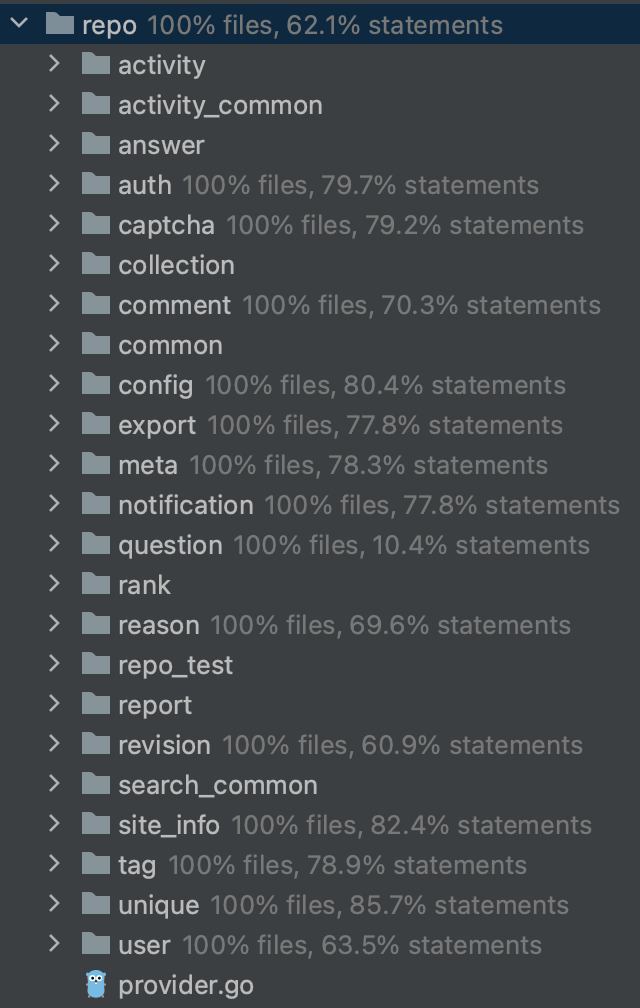 repo 100% files, 62.1% statements
activity
activity_common
answer
auth 100% files, 79.7% statements
captcha 100% files, 79.2% statements
collection
comment 100% files, 70.3% statements
common
config 100% files, 80.4% statements
export 100% files, 77.8% statements
meta 100% files, 78.3% statements
notification 100% files, 77.8% statements
question 100% files, 10.4% statements
rank
reason 100% files, 69.6% statements
repo_test
report
revision 100% files, 60.9% statements
search_common
site_info 100% files, 82.4% statements
tag 100% files, 78.9% statements
unique 100% files, 85.7% statements
user 100% files, 63.5% statements
provider.go